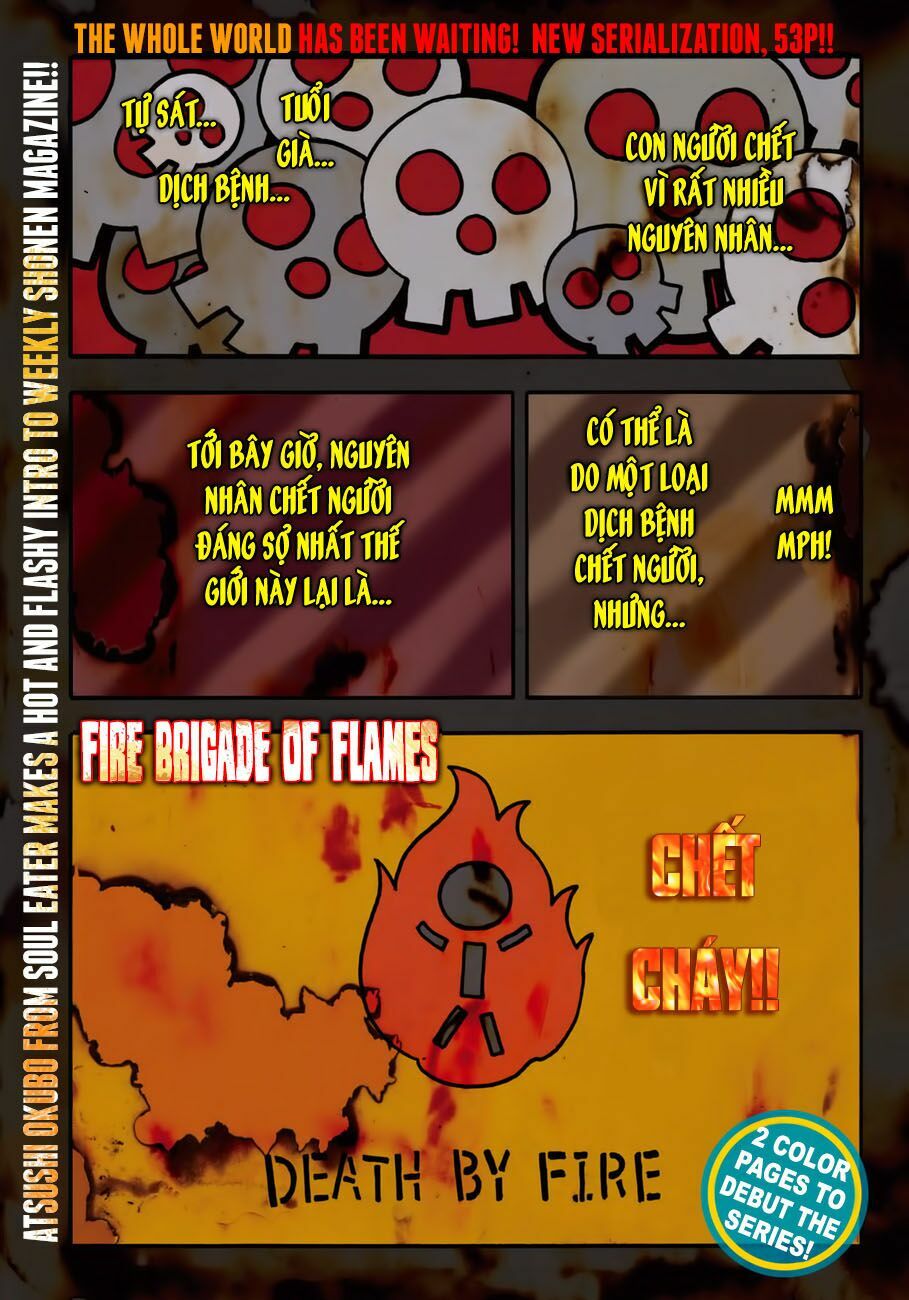 THE WHOLE WORLD HAS BEEN WAITING! NEW SERIALIZATION, 53P!!
ATSUSHI OKUBO FROM SOUL EATER MAKES A HOT AND FLASHY INTRO TO WEEKLY SHONEN MAGAZINE!!
CON NGƯỜI CHẾT
VÌ RẤT NHIỀU
NGUYÊN NHÂN...
TUỔI
GIÀ...
TỰ SÁT...
DỊCH BỆNH...
TỚI BÂY GIỜ, NGUYÊN
NHÂN CHẾT NGƯỜI
ĐÁNG SỢ NHẤT THẾ
GIỚI NÀY LẠI LÀ...
CÓ THỂ LÀ
DO MỘT LOẠI
DỊCH BỆNH
CHẾT NGƯỜI,
NHƯNG...
MMM
MPH!
FIRE BRIGADE OF FLAMES
CHẾT
CHÁY!!
DEATH BY FIRE
2 COLOR
PAGES TO
DEBUT THE
SERIES!